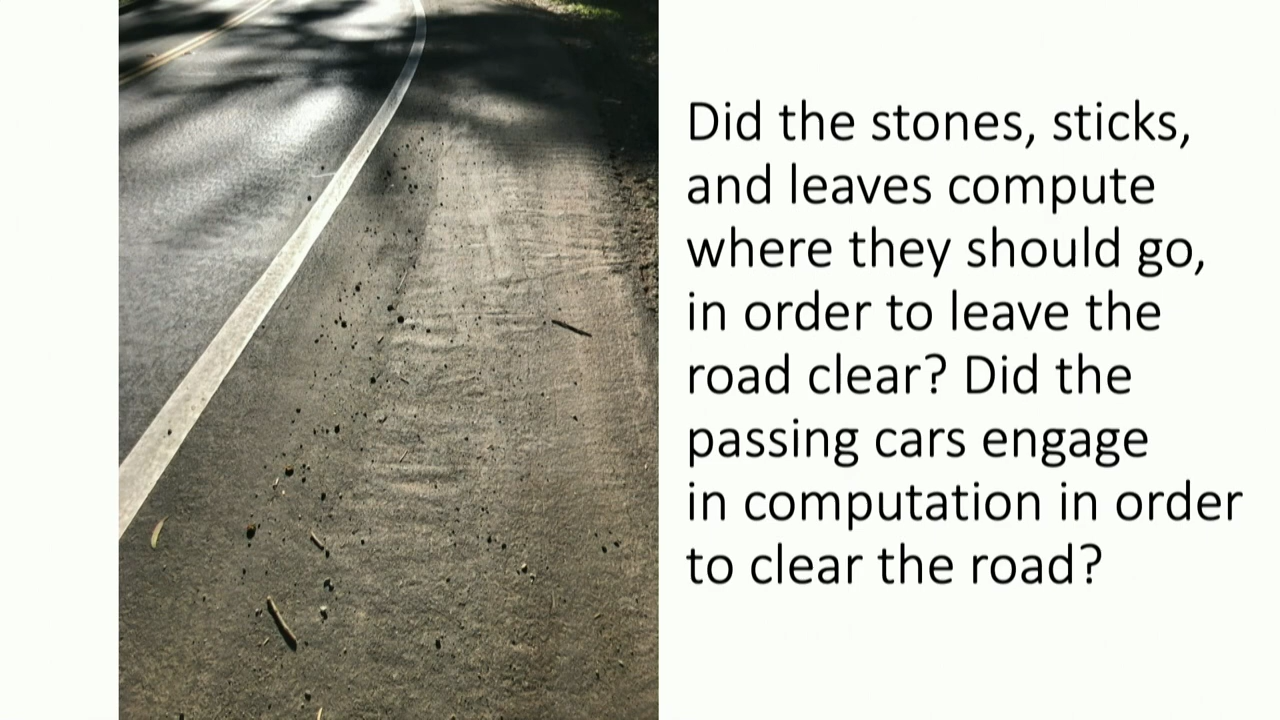 Did the stones, sticks,
and leaves compute
where they should go,
in order to leave the
road clear? Did the
passing cars engage
in computation in order
to clear the road?